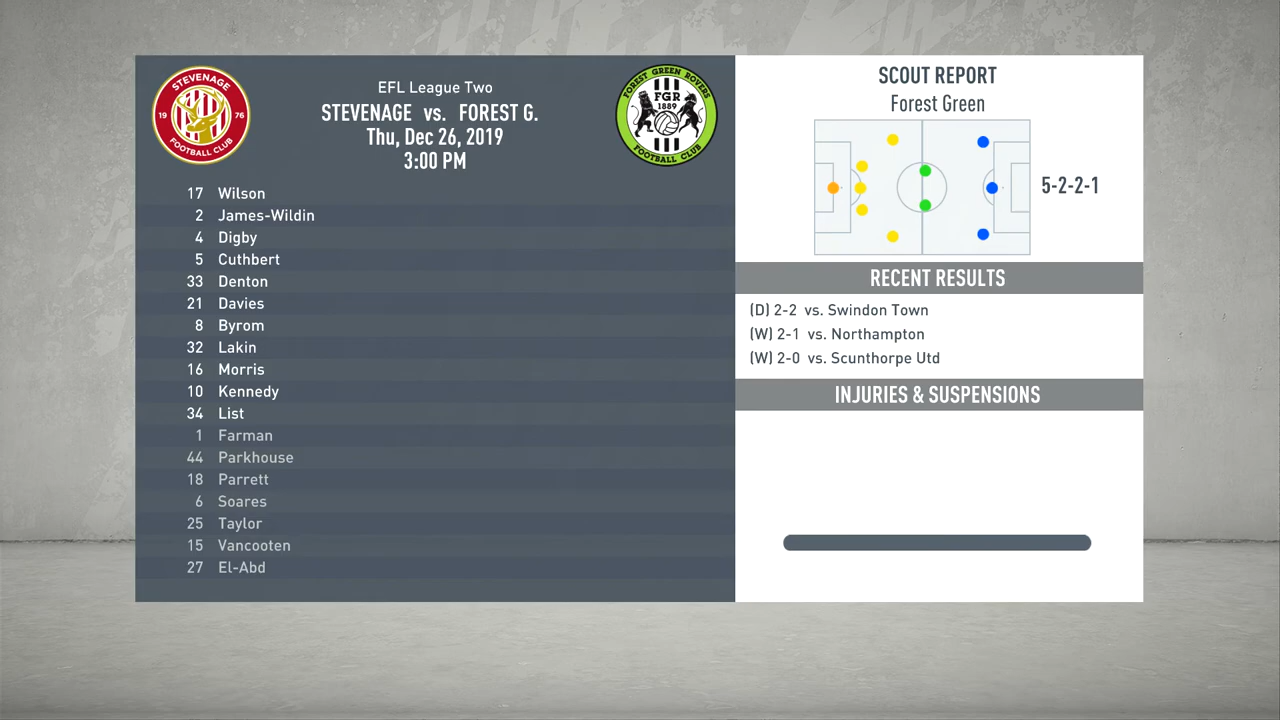 STEVENAGE
19 76
FOOTBALL CLUB
EFL League Two
STEVENAGE vs. FOREST G.
Thu, Dec 26, 2019
3:00 PM
FOREST GREEN ROVERS
FGR
1889
FOOTBALL CLUB
17 Wilson
2 James-Wildin
4 Digby
5 Cuthbert
33 Denton
21 Davies
8 Byrom
32 Lakin
16 Morris
10 Kennedy
34 List
1 Farman
44 Parkhouse
18 Parrett
6 Soares
25 Taylor
15 Vancooten
27 El-Abd
SCOUT REPORT
Forest Green
5-2-2-1
RECENT RESULTS
(D) 2-2 vs. Swindon Town
(W) 2-1 vs. Northampton
(W) 2-0 vs. Scunthorpe Utd
INJURIES & SUSPENSIONS